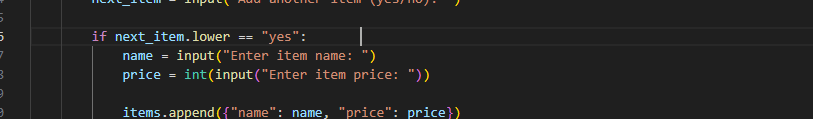 next_item = input("Add another item (yes/no): ")
if next_item.lower == "yes":
name = input("Enter item name: ")
price = int(input("Enter item price: "))
items.append({"name": name, "price": price})